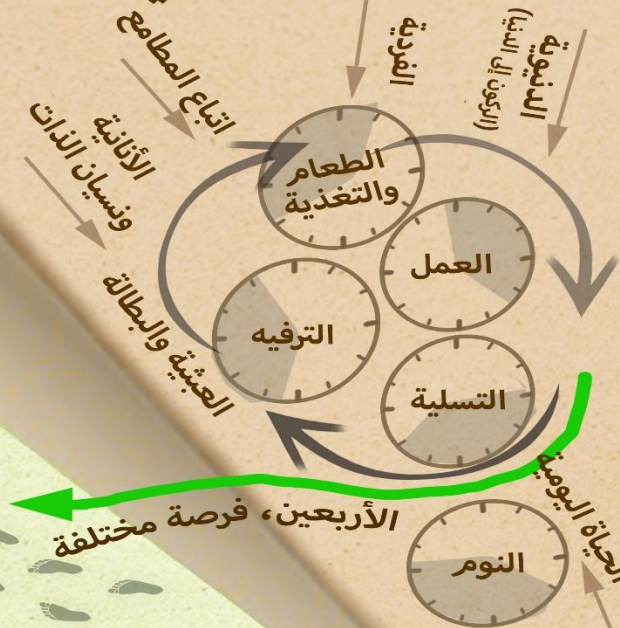 الدنيوية
(الركون إلى الدنيا)
الفردية
اتباع المطامع
الأنانية
ونسيان الذات
العبثية والبطالة
الطعام
والتغذية
العمل
الترفيه
التسلية
الحياة اليومية
الأربعين، فرصة مختلفة
النوم